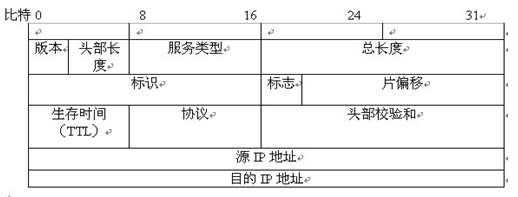 比特 0 8 16 24 31
版本 头部长度 服务类型 总长度
标识 标志 片偏移
生存时间（TTL） 协议 头部校验和
源 IP 地址
目的 IP 地址